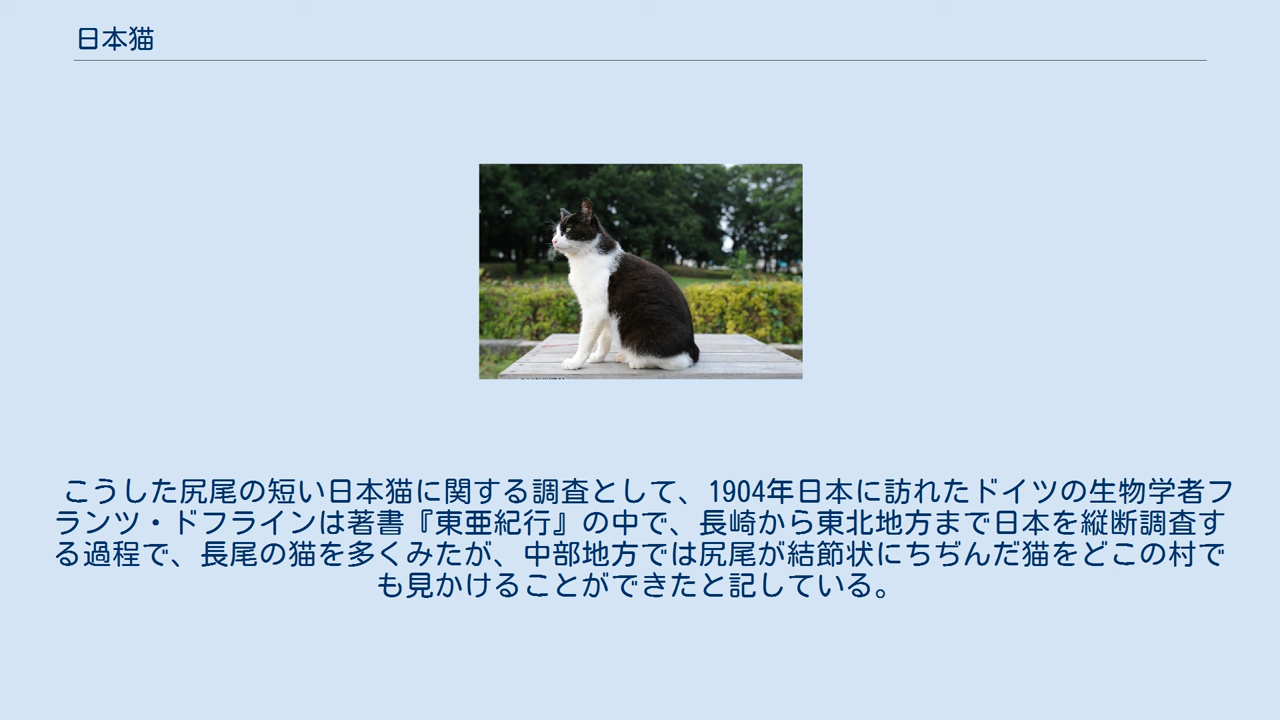 日本猫
こうした尻尾の短い日本猫に関する調査として、1904年日本に訪れたドイツの生物学者フ
ランツ・ドフラインは著書『東亜紀行』の中で、長崎から東北地方まで日本を縦断調査す
る過程で、長尾の猫を多くみたが、中部地方では尻尾が結節状にちぢんだ猫をどこの村で
も見かけることができたと記している。